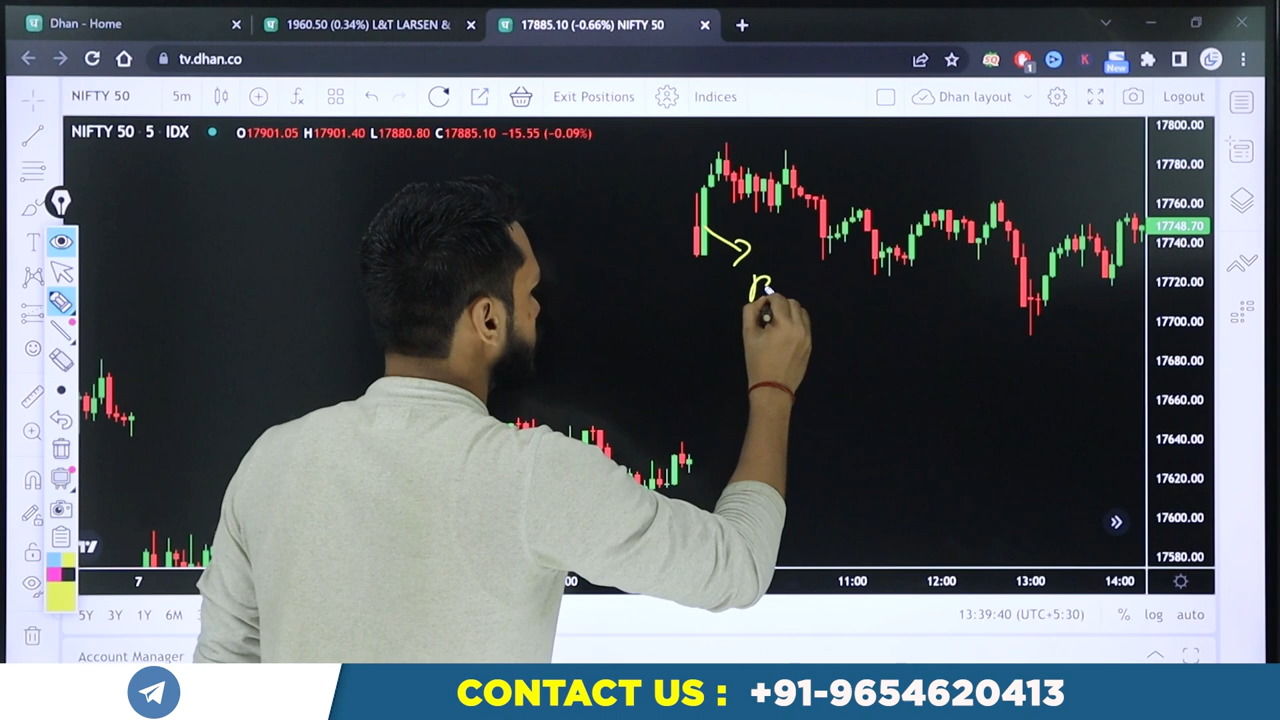 Dhan - Home
1960.50 (0.34%) L&T LARSEN &
17885.10 (-0.66%) NIFTY 50
tv.dhan.co
1
New
NIFTY 50
5m
Exit Positions
Indices
Dhan layout
Logout
NIFTY 50 · 5 · IDX
O17901.05 H17901.40 L17880.80 C17885.10 -15.55 (-0.09%)
17800.00
17780.00
17760.00
17748.70
17740.00
17720.00
17700.00
17680.00
17660.00
17640.00
17620.00
17600.00
17580.00
7
:00
11:00
12:00
13:00
14:00
5Y
3Y
1Y
6M
13:39:40 (UTC+5:30)
%
log
auto
Account Manager
CONTACT US : +91-9654620413